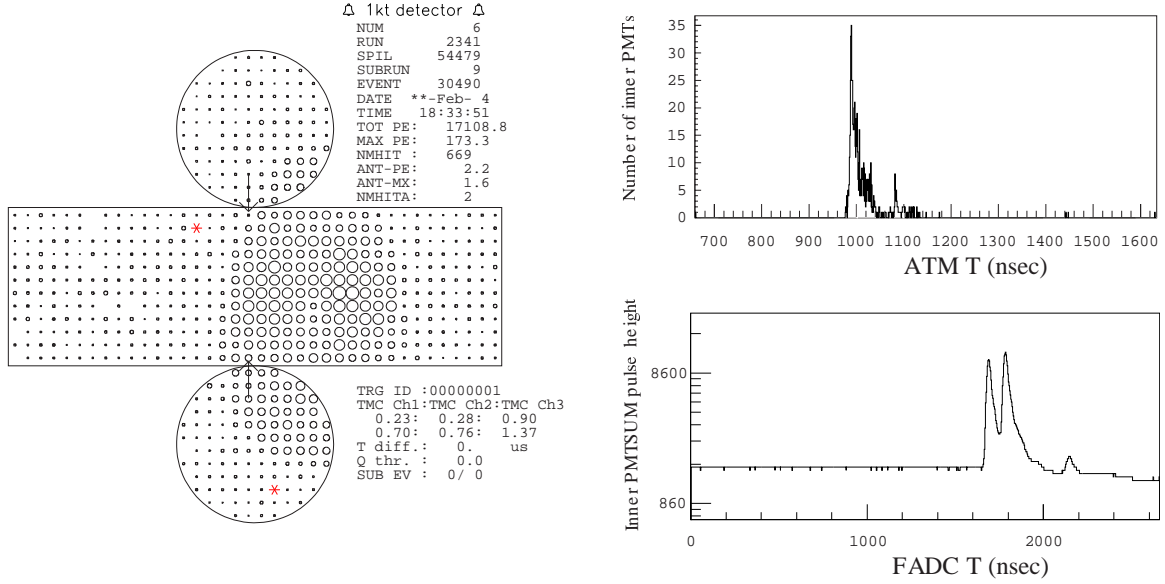 1kt detector
NUM 6
RUN 2341
SPIL 54479
SUBRUN 9
EVENT 30490
DATE **-Feb- 4
TIME 18:33:51
TOT PE: 17108.8
MAX PE: 173.3
NMHIT : 669
ANT-PE: 2.2
ANT-MX: 1.6
NMHITA: 2
TRG ID :00000001
TMC Ch1:TMC Ch2:TMC Ch3
0.23: 0.28: 0.90
0.70: 0.76: 1.37
T diff.: 0. us
Q thr. : 0.0
SUB EV : 0/ 0
Number of inner PMTs
35
30
25
20
15
10
5
0
700 800 900 1000 1100 1200 1300 1400 1500 1600
ATM T (nsec)
Inner PMTSUM pulse height
8600
860
0 1000 2000
FADC T (nsec)